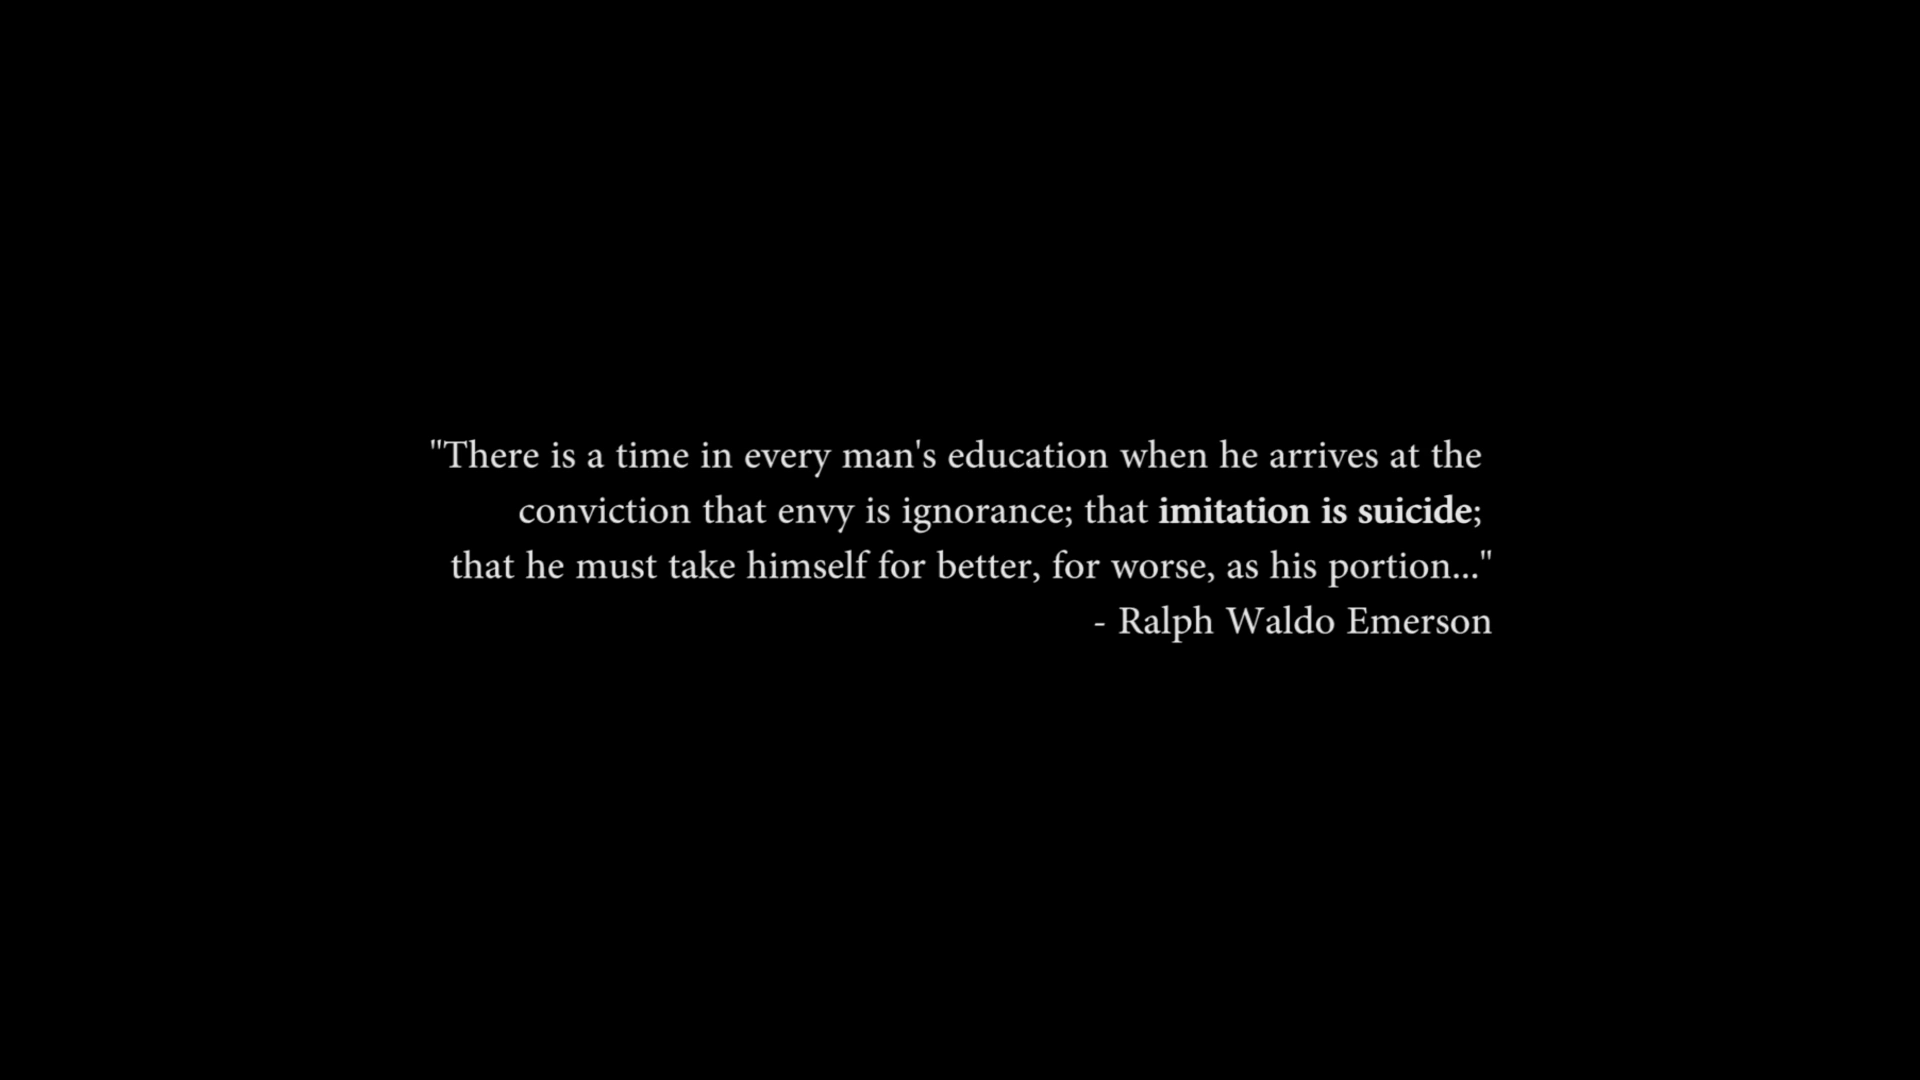 "There is a time in every man's education when he arrives at the
conviction that envy is ignorance; that imitation is suicide;
that he must take himself for better, for worse, as his portion..."
- Ralph Waldo Emerson